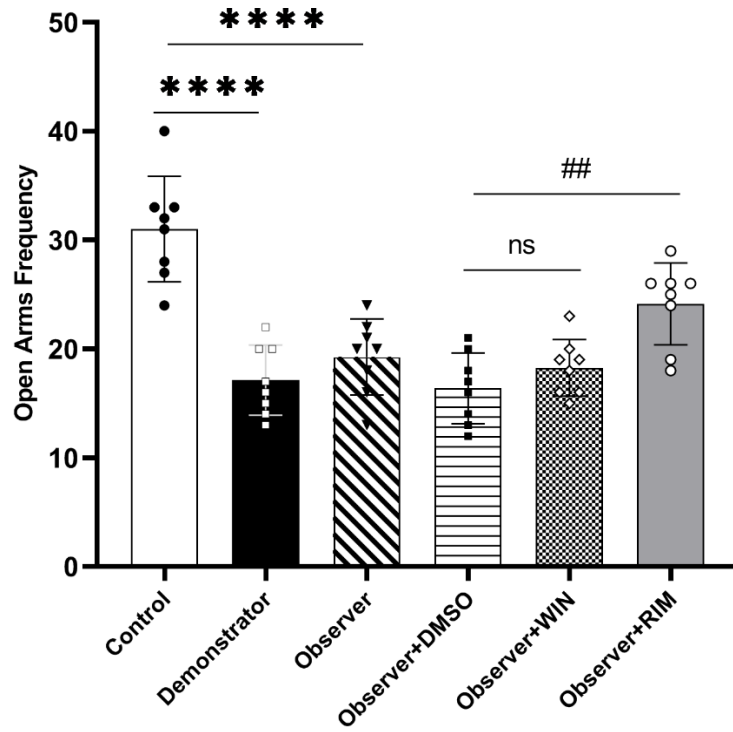 Open Arms Frequency
50
40
30
20
10
0
✱✱✱✱
✱✱✱✱
##
ns
Control
Demonstrator
Observer
Observer+DMSO
Observer+WIN
Observer+RIM